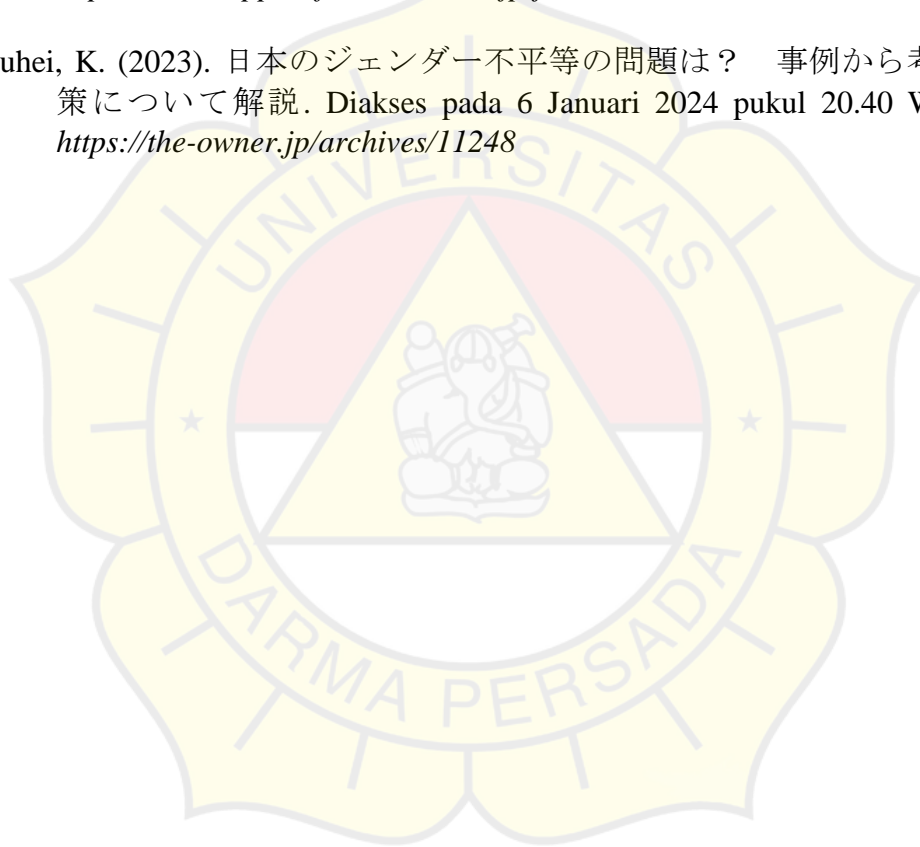 uhei, K. (2023). 日本のジェンダー不平等の問題は？　事例から考
策について解説. Diakses pada 6 Januari 2024 pukul 20.40 W
https://the-owner.jp/archives/11248
UNIVERSITAS
DARMA PERSADA